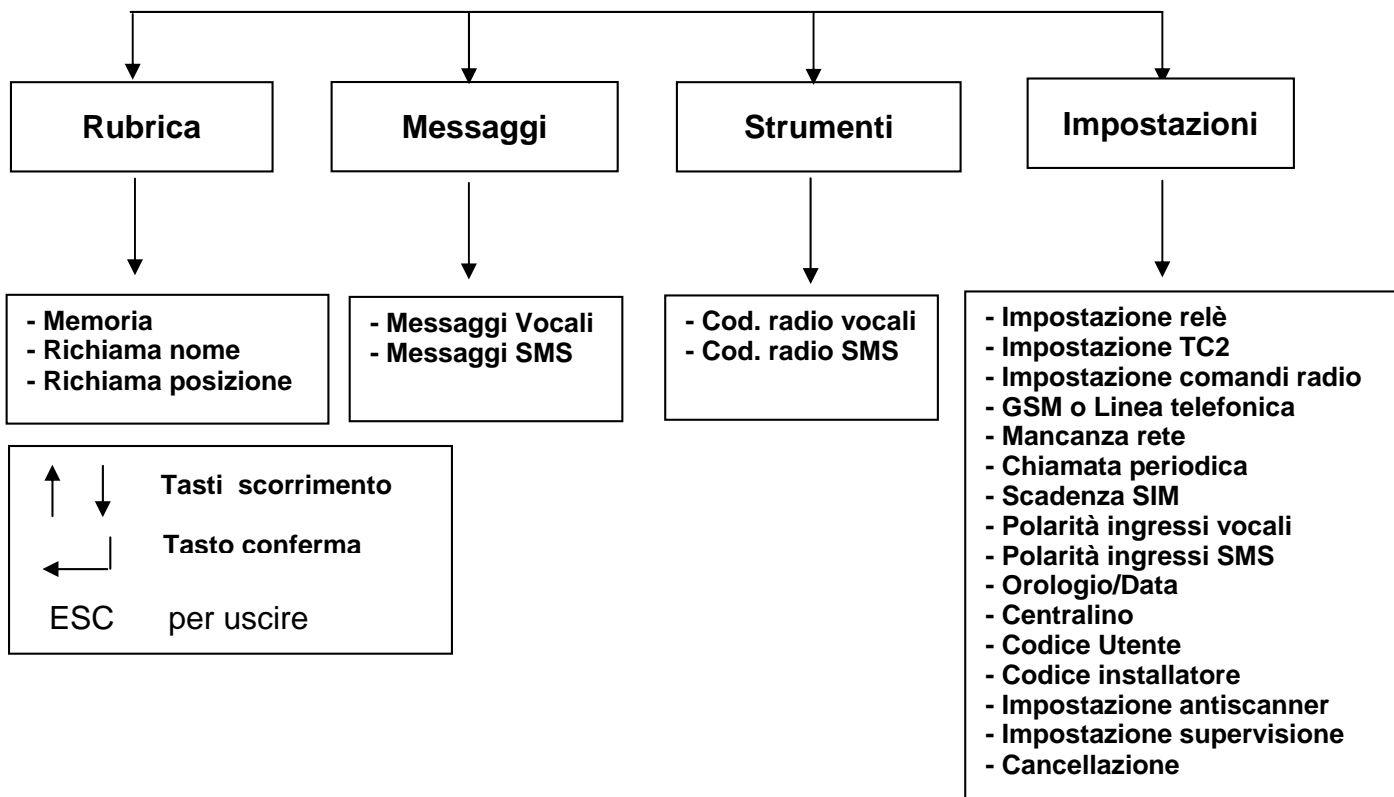 Rubrica
Messaggi
Strumenti
Impostazioni
- Memoria
- Richiama nome
- Richiama posizione
- Messaggi Vocali
- Messaggi SMS
- Cod. radio vocali
- Cod. radio SMS
- Impostazione relè
- Impostazione TC2
- Impostazione comandi radio
- GSM o Linea telefonica
- Mancanza rete
- Chiamata periodica
- Scadenza SIM
- Polarità ingressi vocali
- Polarità ingressi SMS
- Orologio/Data
- Centralino
- Codice Utente
- Codice installatore
- Impostazione antiscanner
- Impostazione supervisione
- Cancellazione
Tasti scorrimento
Tasto conferma
ESC per uscire